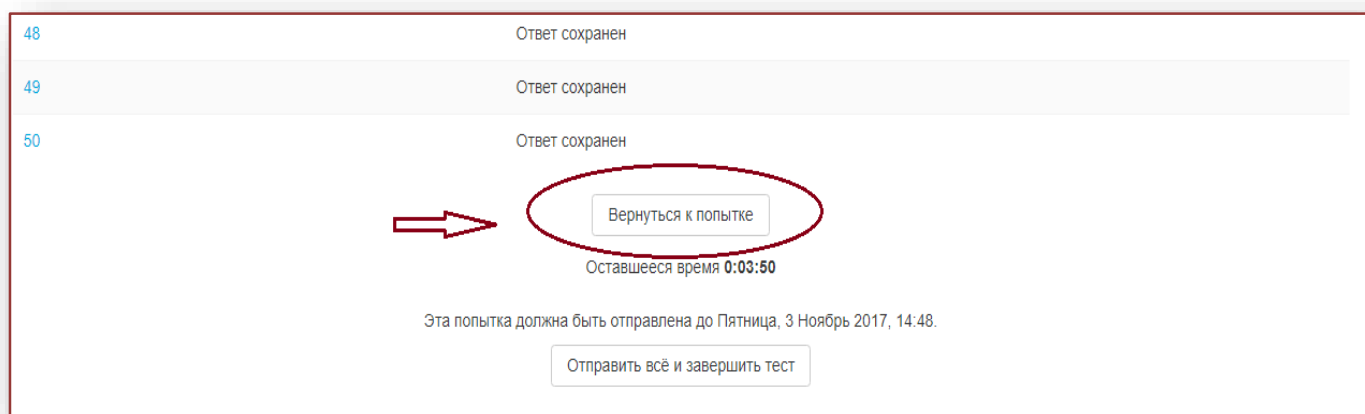 48 Ответ сохранен
49 Ответ сохранен
50 Ответ сохранен
Вернуться к попытке
Оставшееся время 0:03:50
Эта попытка должна быть отправлена до Пятница, 3 Ноябрь 2017, 14:48.
Отправить всё и завершить тест